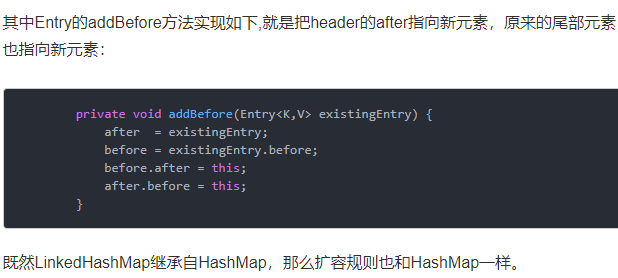 其中Entry的addBefore方法实现如下,就是把header的after指向新元素，原来的尾部元素
也指向新元素：
private void addBefore(Entry<K,V> existingEntry) {
    after  = existingEntry;
    before = existingEntry.before;
    before.after = this;
    after.before = this;
}
既然LinkedHashMap继承自HashMap，那么扩容规则也和HashMap一样。